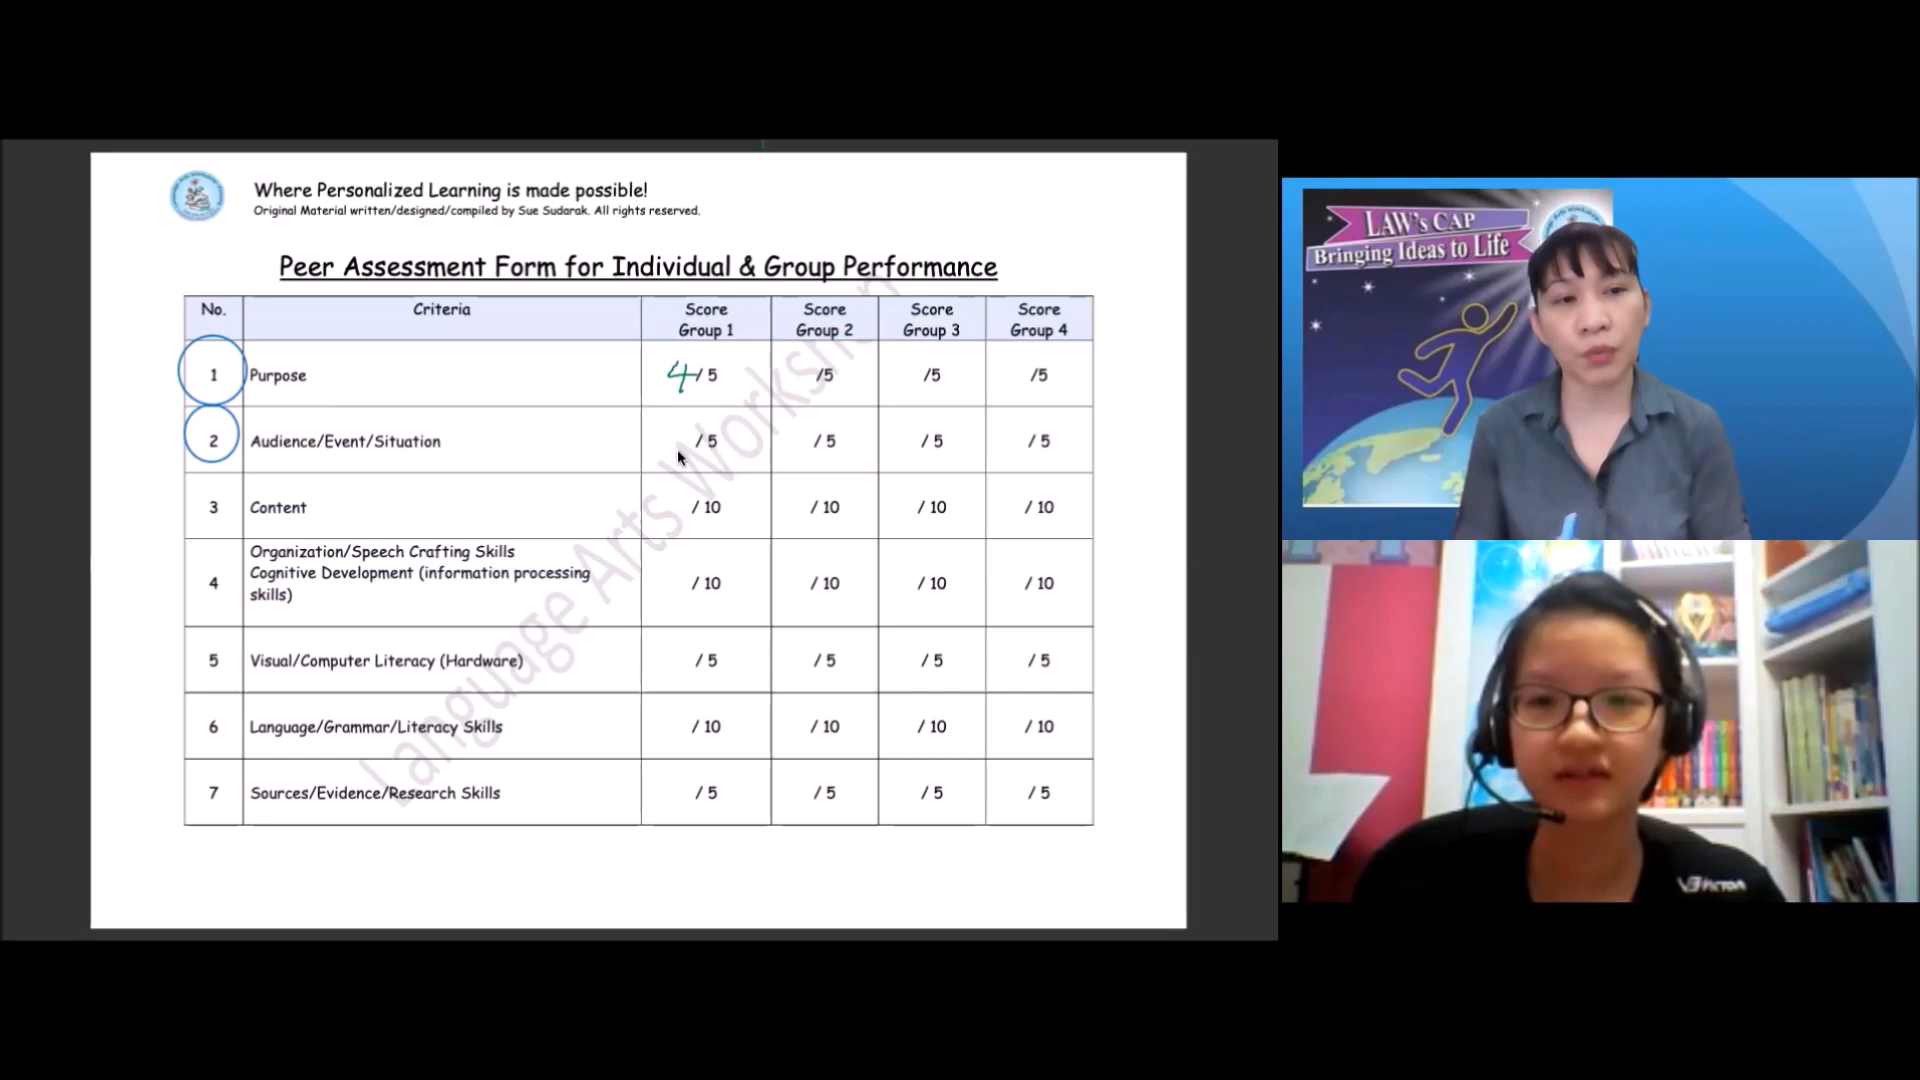 Where Personalized Learning is made possible!
Original Material written/designed/compiled by Sue Sudarak. All rights reserved.
Peer Assessment Form for Individual & Group Performance
No. Criteria Score Group 1 Score Group 2 Score Group 3 Score Group 4
1 Purpose 4/ 5 /5 /5 /5
2 Audience/Event/Situation / 5 / 5 / 5 / 5
3 Content / 10 / 10 / 10 / 10
4 Organization/Speech Crafting Skills
Cognitive Development (information processing
skills) / 10 / 10 / 10 / 10
5 Visual/Computer Literacy (Hardware) / 5 / 5 / 5 / 5
6 Language/Grammar/Literacy Skills / 10 / 10 / 10 / 10
7 Sources/Evidence/Research Skills / 5 / 5 / 5 / 5
Language Arts Workshop
LAW's CAP
Bringing Ideas to Life